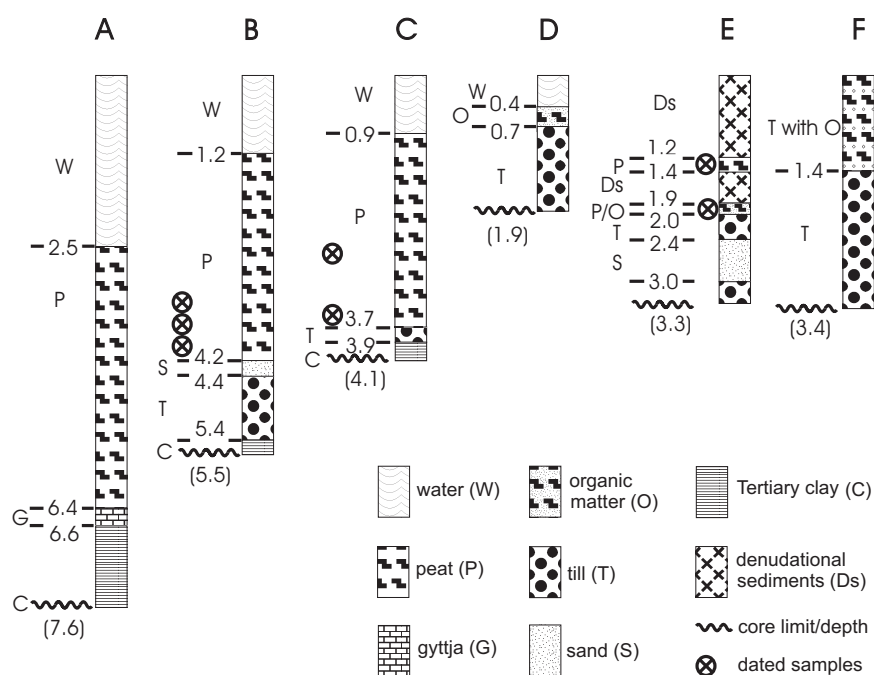 A B C D E F
W
2.5
P
6.4
G
6.6
C
(7.6)
W
1.2
P
4.2
S
4.4
T
5.4
C
(5.5)
W
0.9
P
3.7
T
3.9
C
(4.1)
W
0.4
O
0.7
T
(1.9)
Ds
1.2
P
1.4
Ds
1.9
P/O
2.0
T
2.4
S
3.0
(3.3)
T with O
1.4
T
(3.4)
water (W)
organic
matter (O)
Tertiary clay (C)
peat (P)
till (T)
denudational
sediments (Ds)
gyttja (G)
sand (S)
core limit/depth
dated samples